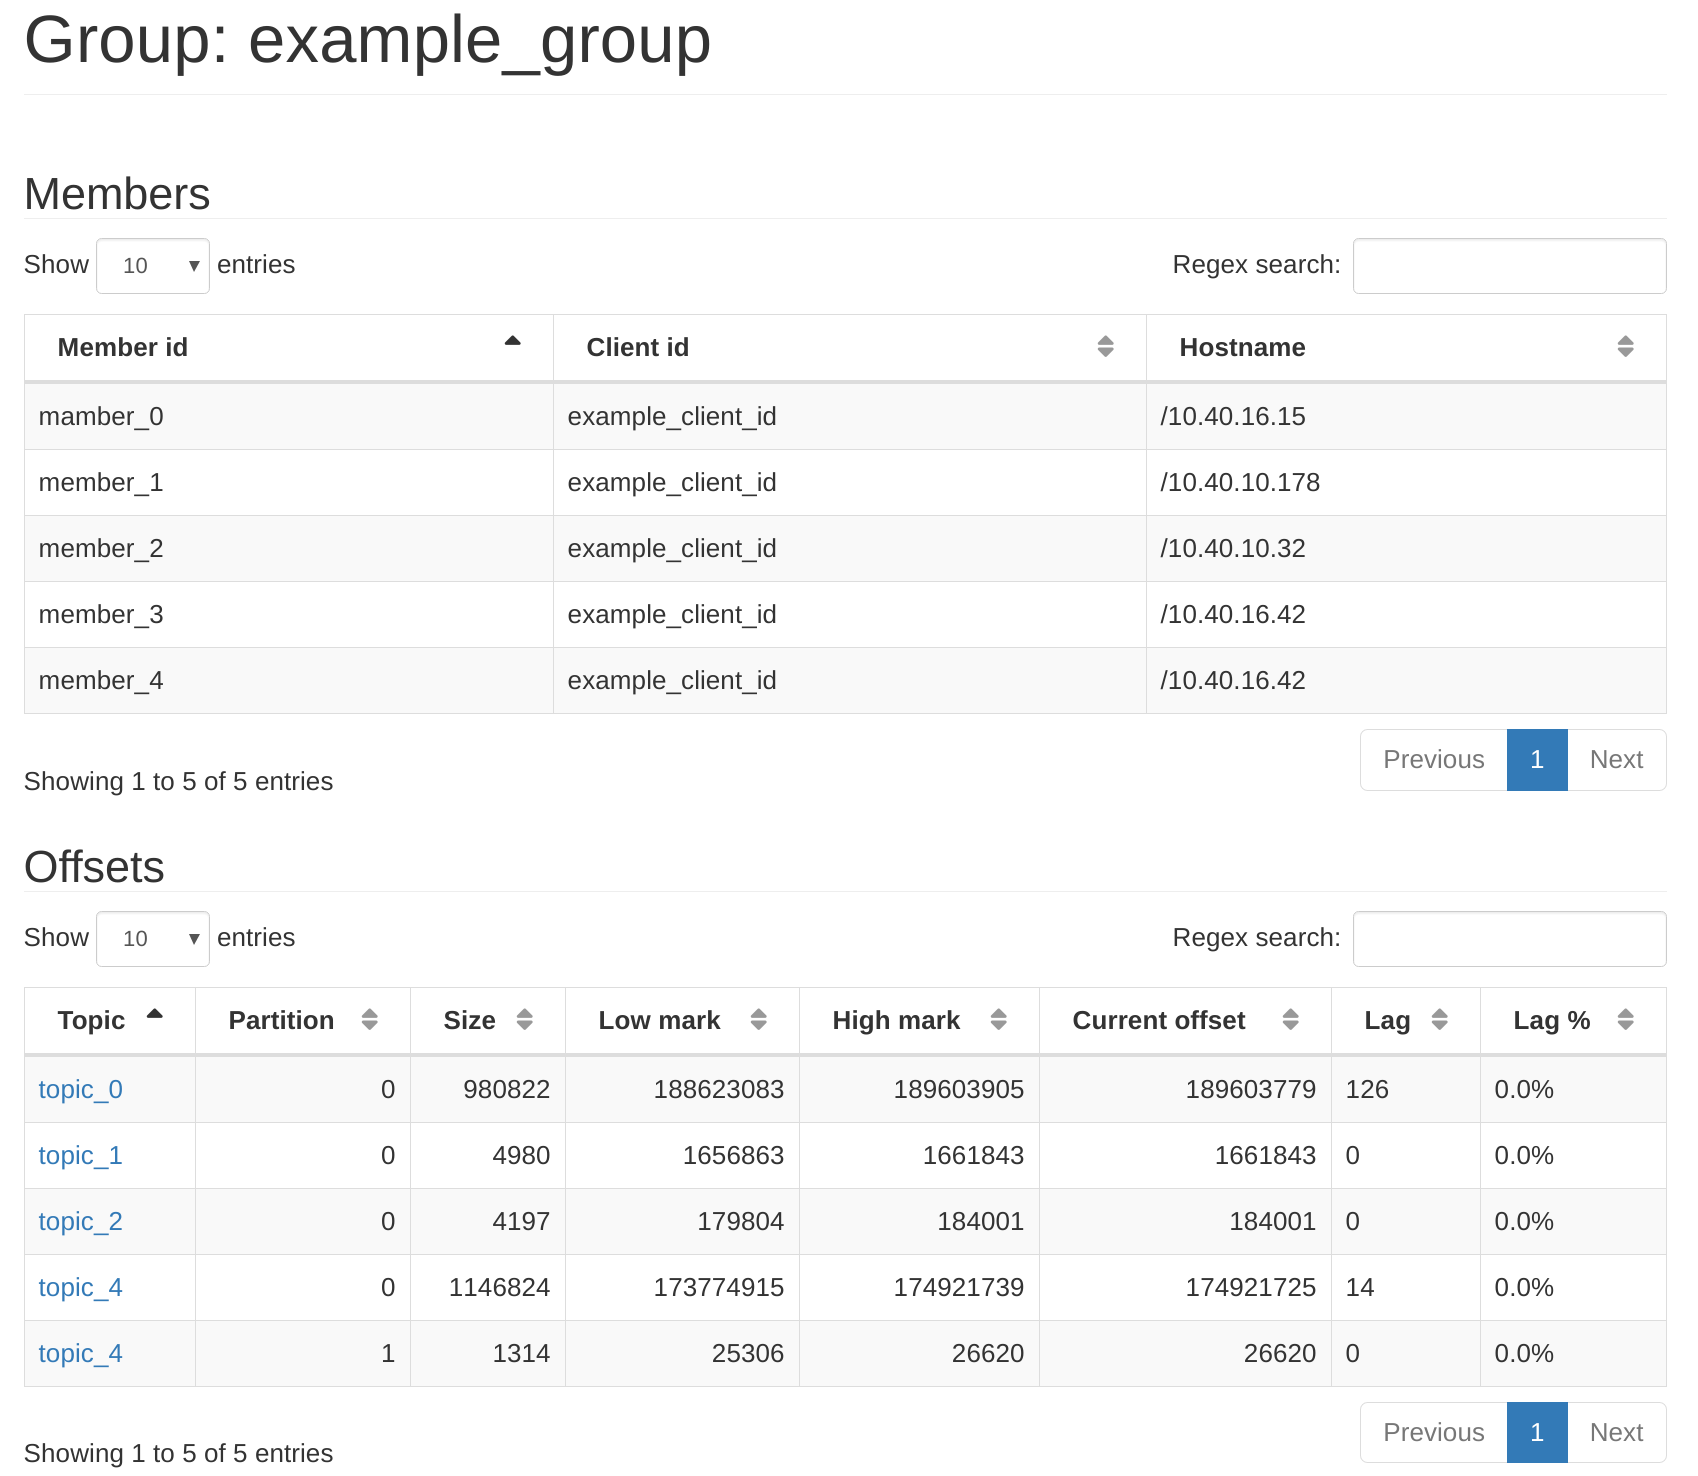 Group: example_group
Members
Show 10 entries Regex search:
Member id Client id Hostname
mamber_0 example_client_id /10.40.16.15
member_1 example_client_id /10.40.10.178
member_2 example_client_id /10.40.10.32
member_3 example_client_id /10.40.16.42
member_4 example_client_id /10.40.16.42
Previous 1 Next
Showing 1 to 5 of 5 entries
Offsets
Show 10 entries Regex search:
Topic Partition Size Low mark High mark Current offset Lag Lag %
topic_0 0 980822 188623083 189603905 189603779 126 0.0%
topic_1 0 4980 1656863 1661843 1661843 0 0.0%
topic_2 0 4197 179804 184001 184001 0 0.0%
topic_4 0 1146824 173774915 174921739 174921725 14 0.0%
topic_4 1 1314 25306 26620 26620 0 0.0%
Previous 1 Next
Showing 1 to 5 of 5 entries